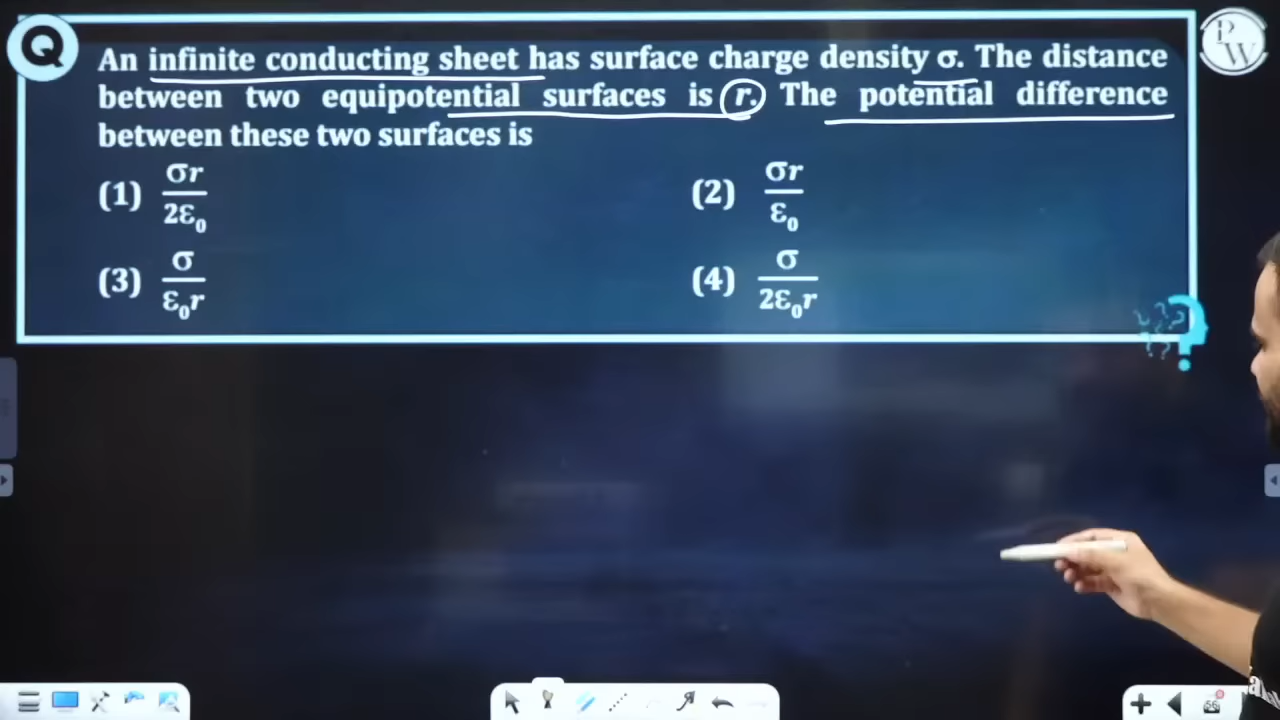 Q
An infinite conducting sheet has surface charge density σ. The distance
between two equipotential surfaces is r. The potential difference
between these two surfaces is
(1) σr/2ε₀
(2) σr/ε₀
(3) σ/ε₀r
(4) σ/2ε₀r
P
W